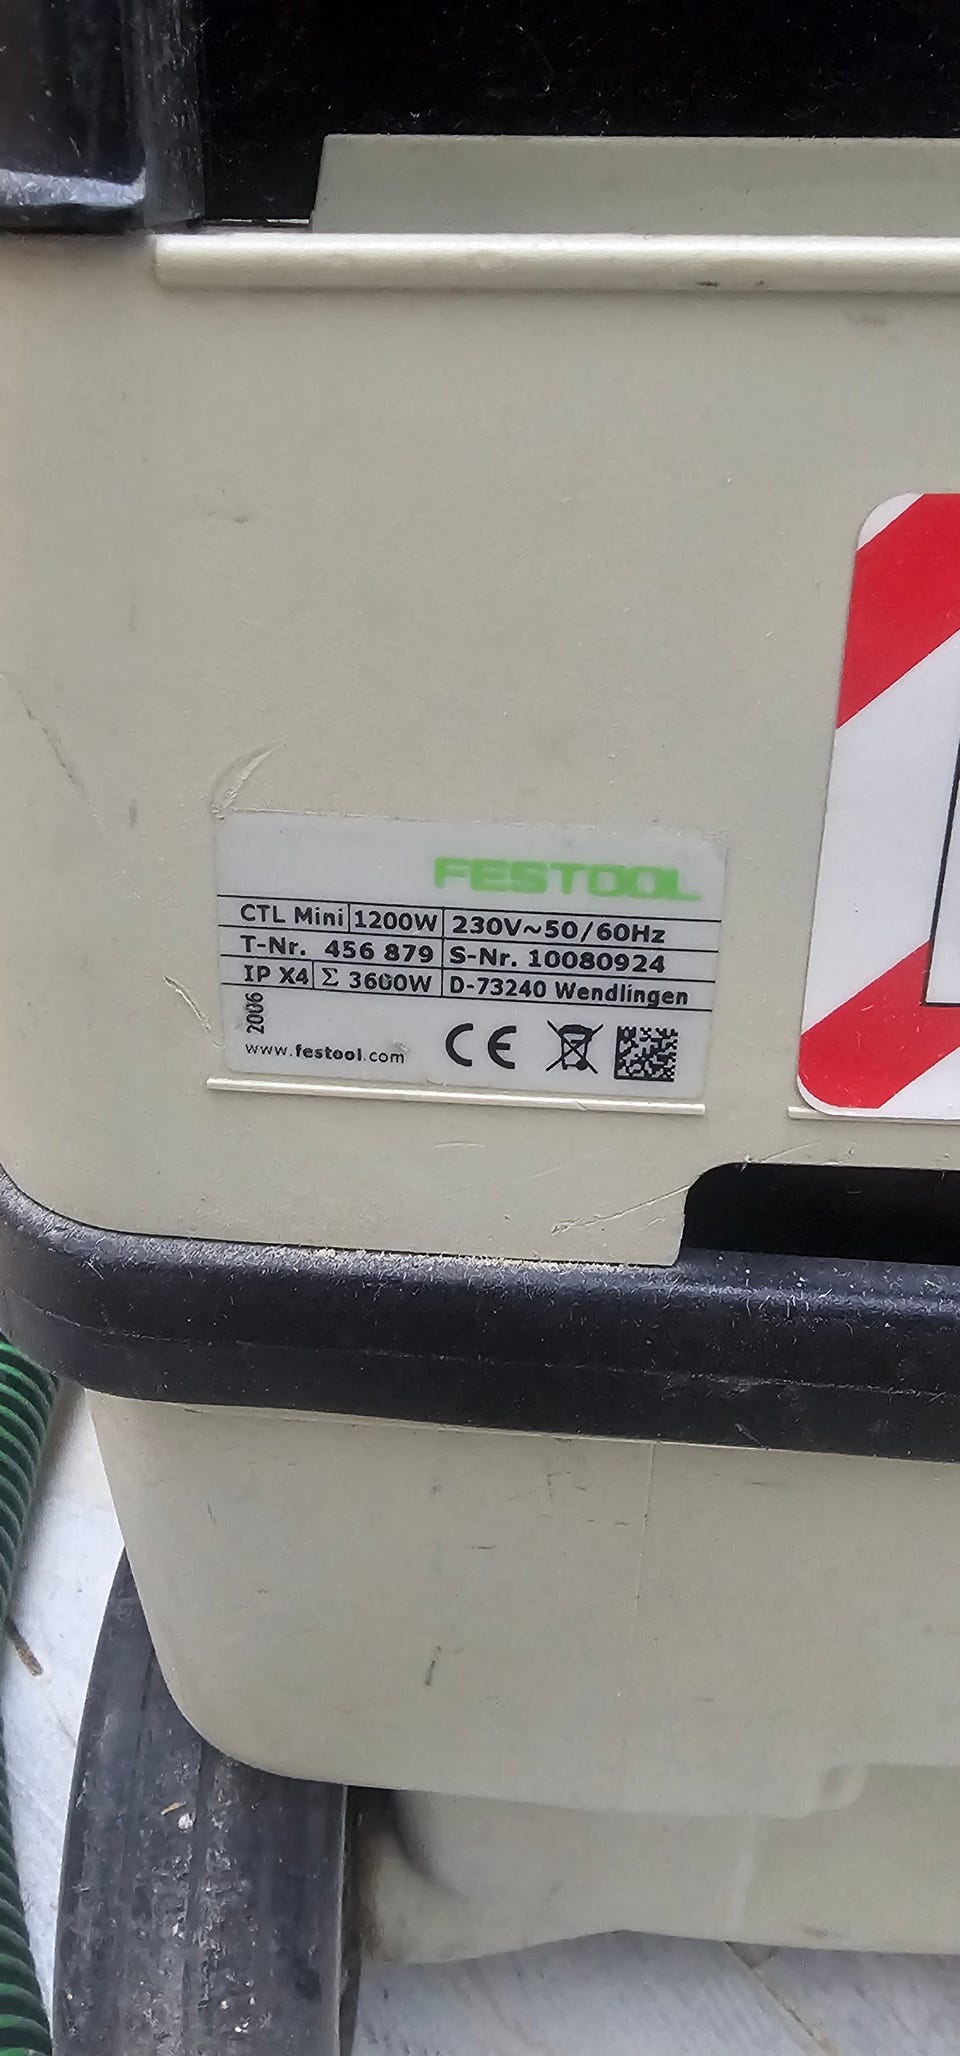 FESTOOL
CTL Mini 1200W 230V~50/60Hz
T-Nr. 456 879 S-Nr. 10080924
IP X4 Σ 3600W D-73240 Wendlingen
2006
www.festool.com CE